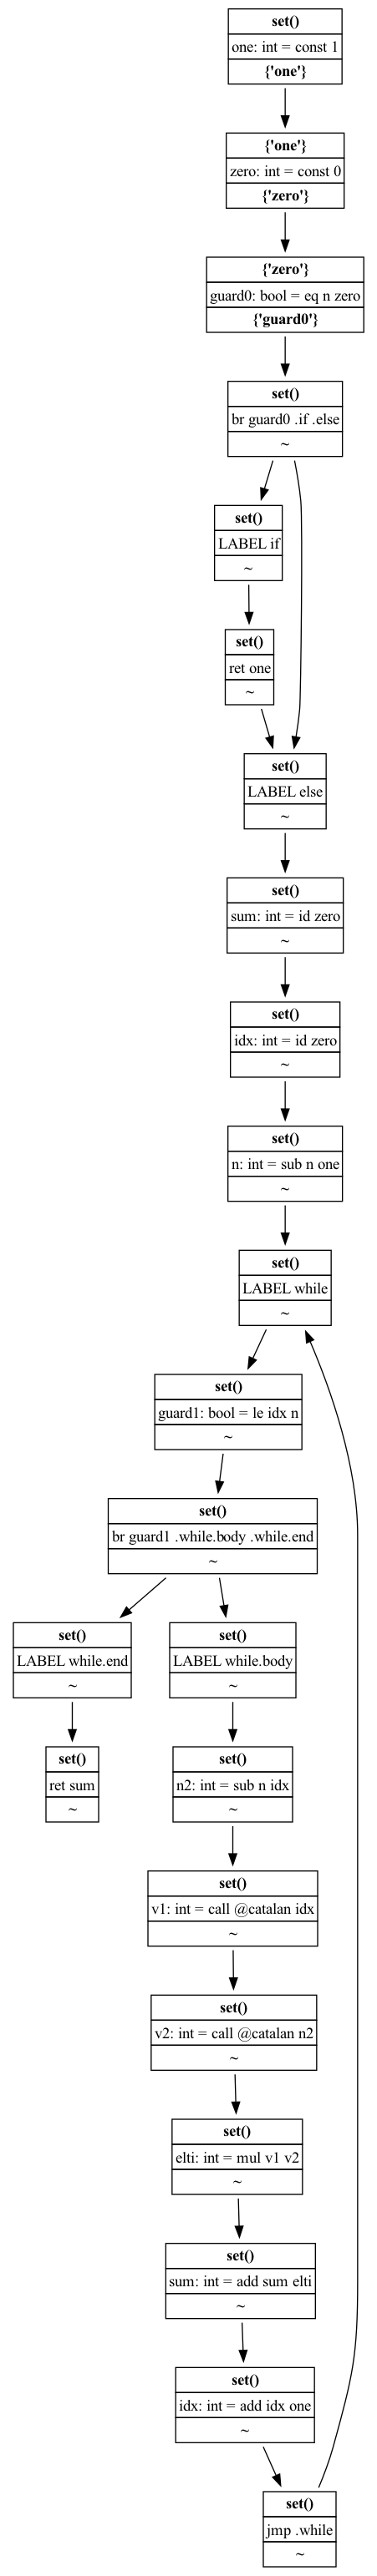 set()
one: int = const 1
{'one'}
{'one'}
zero: int = const 0
{'zero'}
{'zero'}
guard0: bool = eq n zero
{'guard0'}
set()
br guard0 .if .else
~
set()
LABEL if
~
set()
ret one
~
set()
LABEL else
~
set()
sum: int = id zero
~
set()
idx: int = id zero
~
set()
n: int = sub n one
~
set()
LABEL while
~
set()
guard1: bool = le idx n
~
set()
br guard1 .while.body .while.end
~
set()
LABEL while.end
~
set()
ret sum
~
set()
LABEL while.body
~
set()
n2: int = sub n idx
~
set()
v1: int = call @catalan idx
~
set()
v2: int = call @catalan n2
~
set()
elti: int = mul v1 v2
~
set()
sum: int = add sum elti
~
set()
idx: int = add idx one
~
set()
jmp .while
~